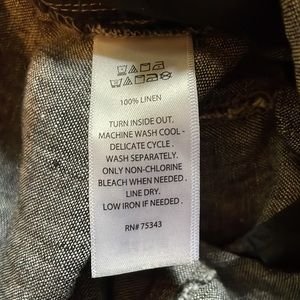 100% LINEN
TURN INSIDE OUT.
MACHINE WASH COOL -
DELICATE CYCLE .
WASH SEPARATELY.
ONLY NON-CHLORINE
BLEACH WHEN NEEDED .
LINE DRY.
LOW IRON IF NEEDED .
RN# 75343